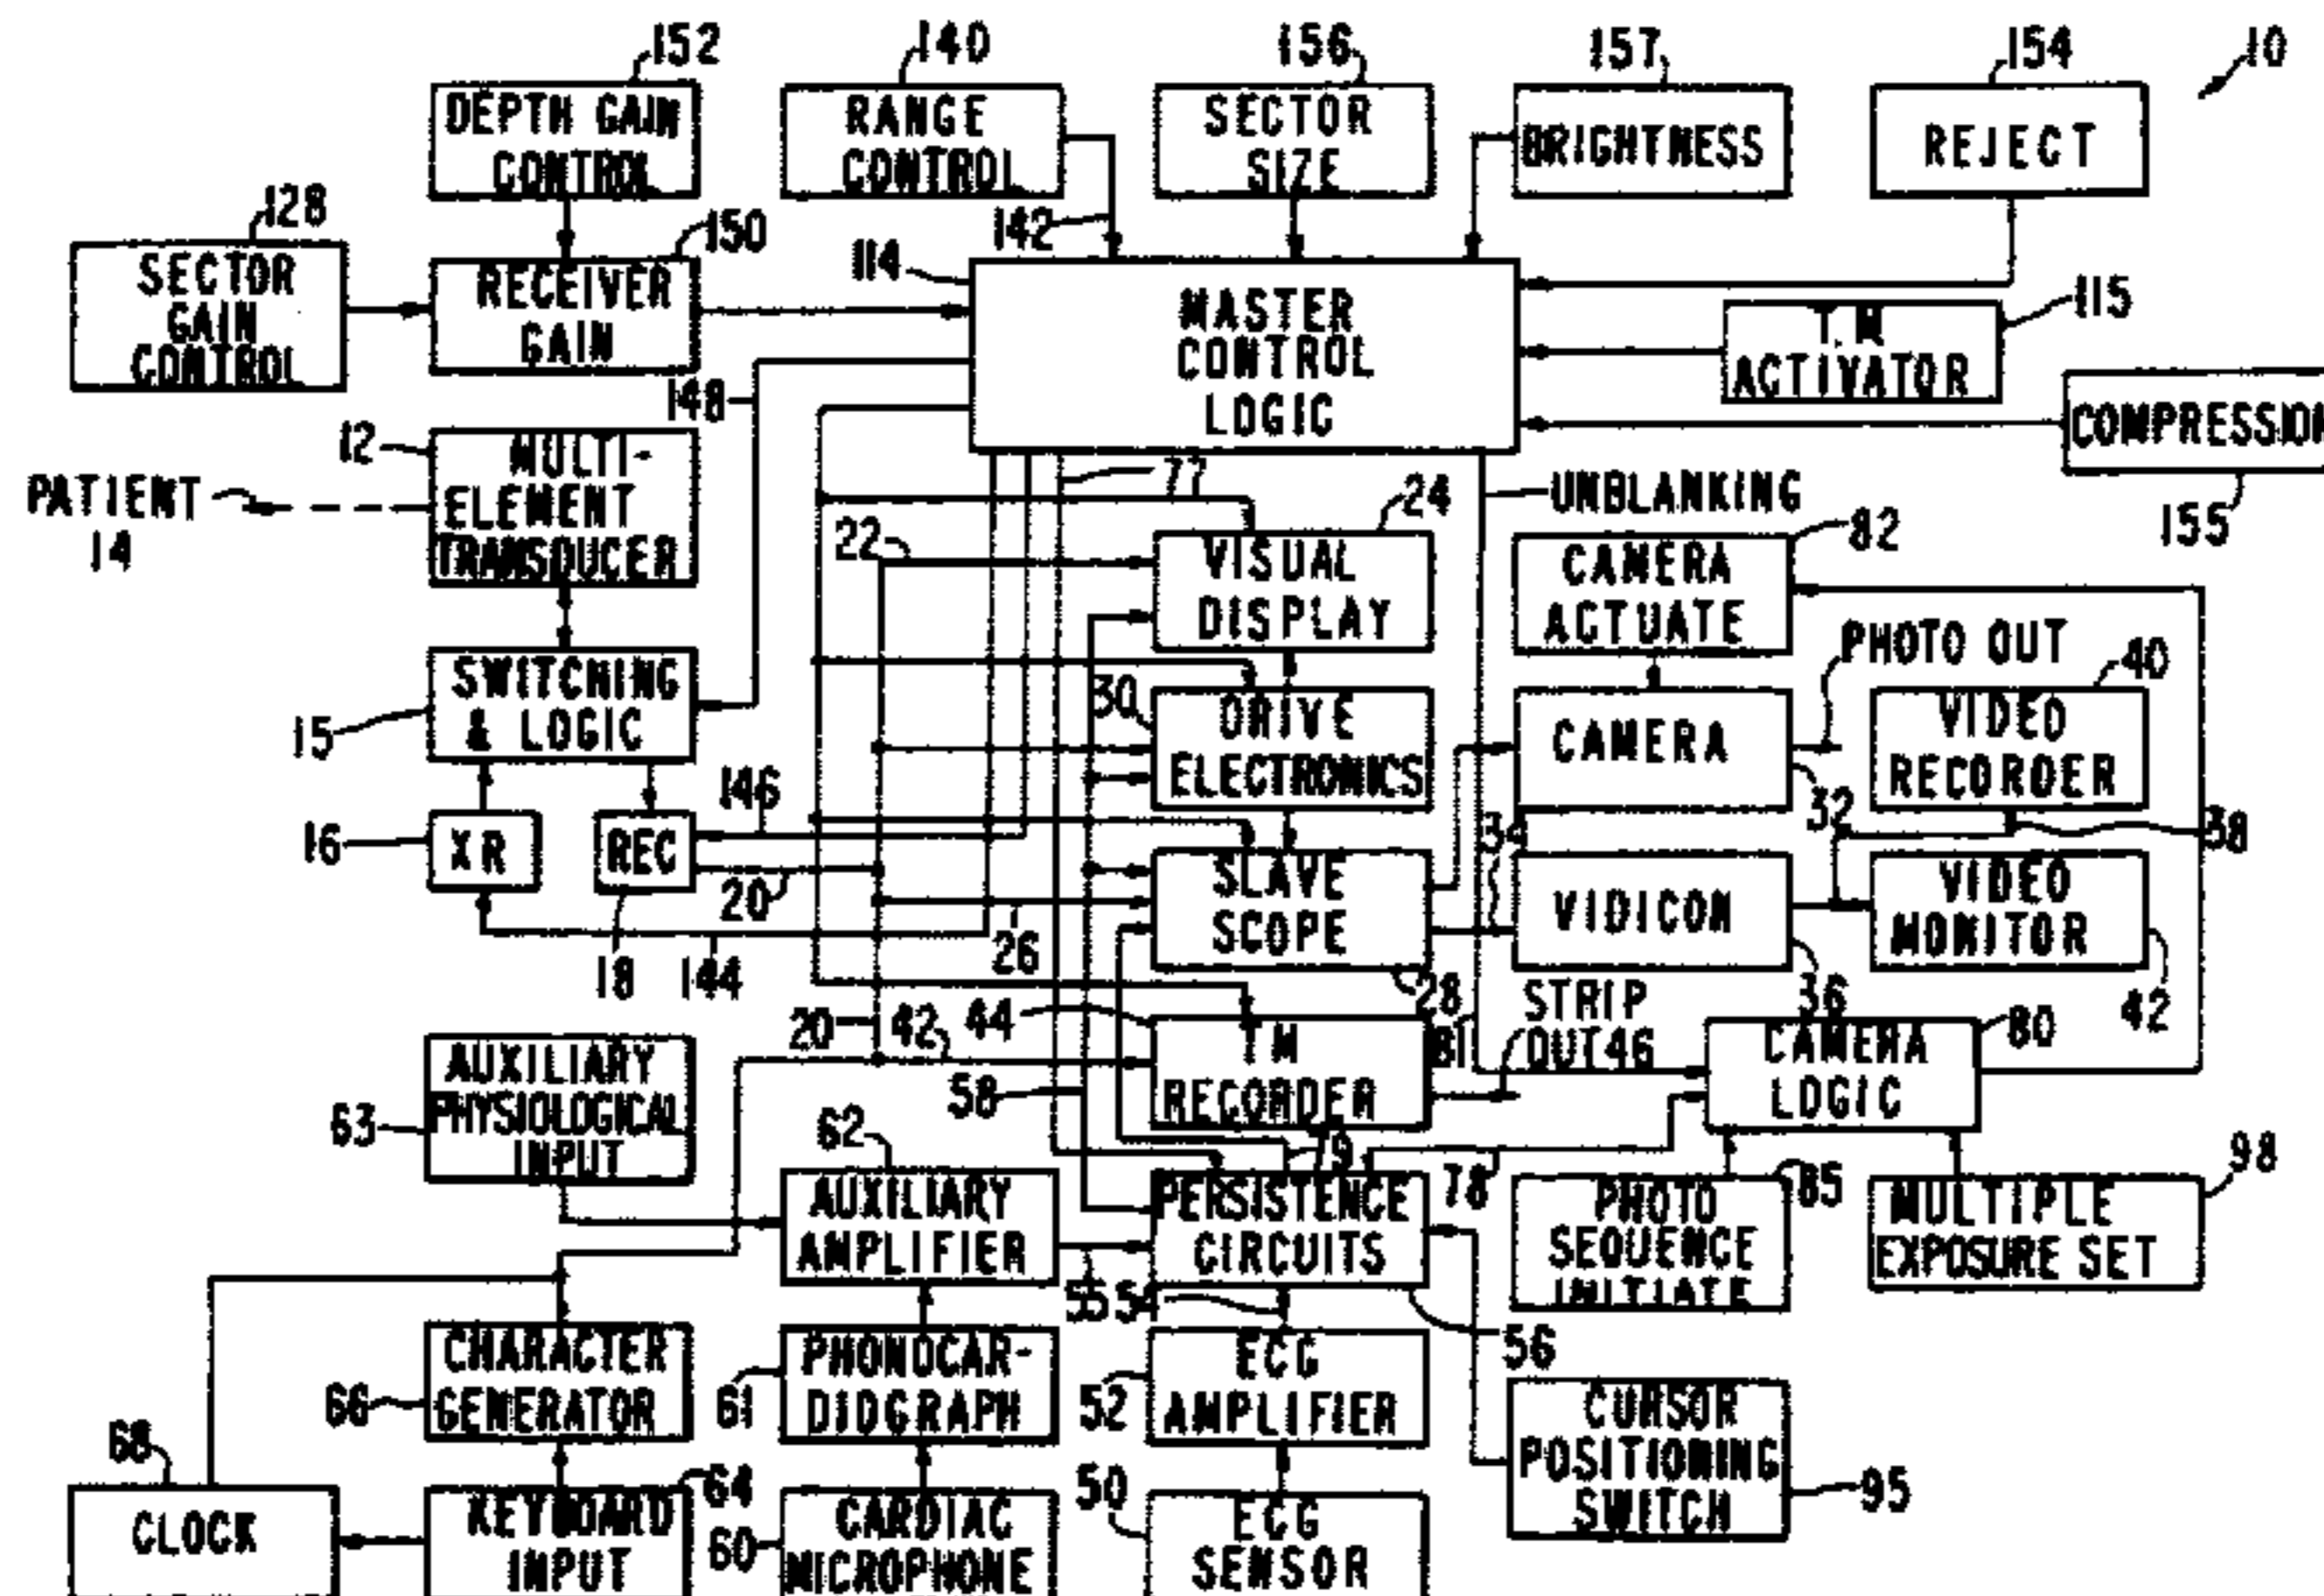 152
140
156
157
154
10
DEPTH GAIN
CONTROL
RANGE
CONTROL
SECTOR
SIZE
BRIGHTNESS
REJECT
128
150
142
114
115
SECTOR
GAIN
CONTROL
RECEIVER
GAIN
MASTER
CONTROL
LOGIC
T.M
ACTIVATOR
COMPRESSION
155
148
12
MULTI-
ELEMENT
TRANSDUCER
PATIENT
14
77
UNBLANKING
22
24
VISUAL
DISPLAY
82
CAMERA
ACTUATE
PHOTO OUT
15
SWITCHING
& LOGIC
30
DRIVE
ELECTRONICS
CAMERA
32
40
VIDEO
RECORDER
38
146
16
XR
REC
20
18
144
26
SLAVE
SCOPE
28
34
VIDICON
36
VIDEO
MONITOR
42
20
42
44
TM
RECORDER
81
STRIP
OUT 46
CAMERA
LOGIC
80
63
AUXILIARY
PHYSIOLOGICAL
INPUT
58
62
AUXILIARY
AMPLIFIER
PERSISTENCE
CIRCUITS
78
PHOTO
SEQUENCE
INITIATE
85
MULTIPLE
EXPOSURE SET
98
55
54
56
66
CHARACTER
GENERATOR
61
PHONOCAR-
DIOGRAPH
52
ECG
AMPLIFIER
CURSOR
POSITIONING
SWITCH
95
68
CLOCK
64
KEYBOARD
INPUT
60
CARDIAC
MICROPHONE
50
ECG
SENSOR